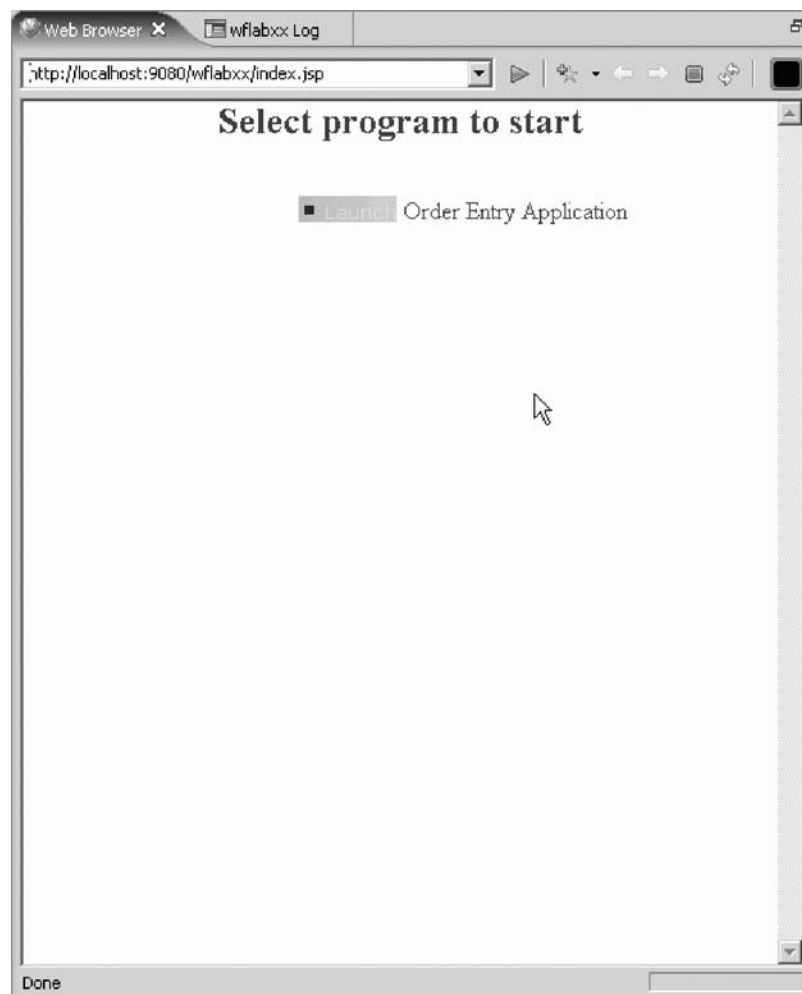 Web Browser
wflabxx Log
http://localhost:9080/wflabxx/index.jsp
Select program to start
Launch Order Entry Application
Done